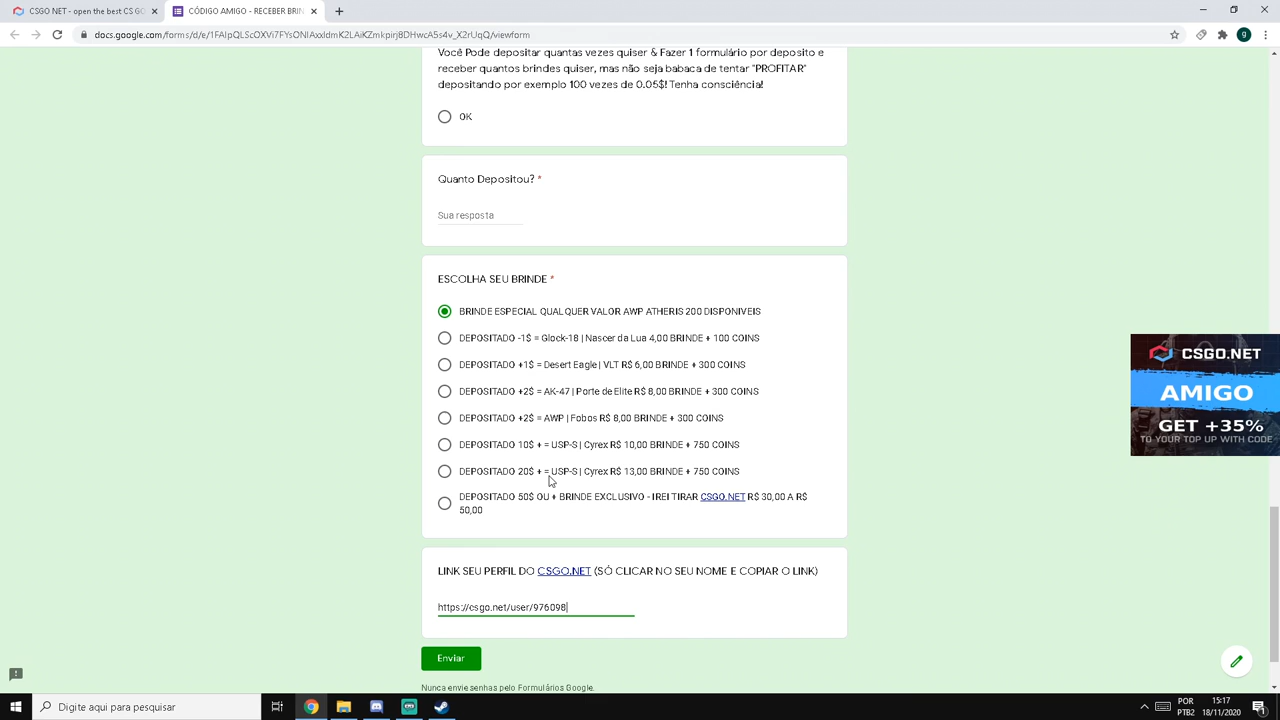 CSGO.NET - open the best CS GO
CÓDIGO AMIGO - RECEBER BRIN
docs.google.com/forms/d/e/1FAIpQLScOXVi7FYsONIAxxIdmK2LAiKZmkpirj8DHwcA5s4v_X2rUqQ/viewform
g
Você Pode depositar quantas vezes quiser & Fazer 1 formulário por deposito e
receber quantos brindes quiser, mas não seja babaca de tentar "PROFITAR"
depositando por exemplo 100 vezes de 0.05$! Tenha consciência!
OK
Quanto Depositou? *
Sua resposta
ESCOLHA SEU BRINDE *
BRINDE ESPECIAL QUALQUER VALOR AWP ATHERIS 200 DISPONIVEIS
DEPOSITADO -1$ = Glock-18 | Nascer da Lua 4,00 BRINDE + 100 COINS
DEPOSITADO +1$ = Desert Eagle | VLT R$ 6,00 BRINDE + 300 COINS
DEPOSITADO +2$ = AK-47 | Porte de Elite R$ 8,00 BRINDE + 300 COINS
DEPOSITADO +2$ = AWP | Fobos R$ 8,00 BRINDE + 300 COINS
DEPOSITADO 10$ + = USP-S | Cyrex R$ 10,00 BRINDE + 750 COINS
DEPOSITADO 20$ + = USP-S | Cyrex R$ 13,00 BRINDE + 750 COINS
DEPOSITADO 50$ OU + BRINDE EXCLUSIVO - IREI TIRAR CSGO.NET R$ 30,00 A R$
50,00
CSGO.NET
AMIGO
GET +35%
TO YOUR TOP UP WITH CODE
LINK SEU PERFIL DO CSGO.NET (SÓ CLICAR NO SEU NOME E COPIAR O LINK)
https://csgo.net/user/976098
Enviar
Nunca envie senhas pelo Formulários Google.
Digite aqui para pesquisar
POR
PTB2
15:17
18/11/2020
1